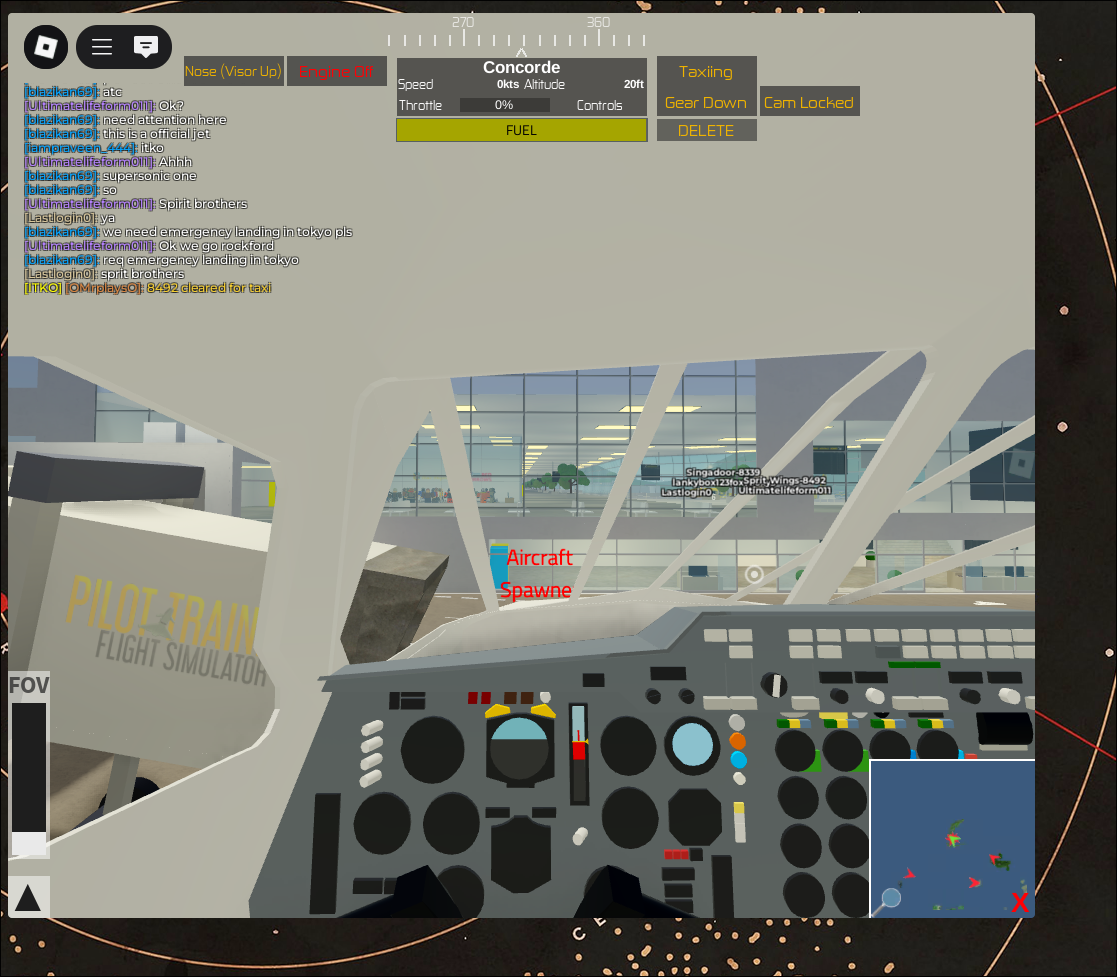 270
360
Nose (Visor Up)
Engine Off
Concorde
Speed 0kts Altitude 20ft
Throttle 0% Controls
FUEL
Taxiing
Gear Down
Cam Locked
DELETE
[blazikan69]: atc
[Ultimatelifeform011]: Ok?
[blazikan69]: need attention here
[blazikan69]: this is a official jet
[iampraveen_444]: itko
[Ultimatelifeform011]: Ahhh
[blazikan69]: supersonic one
[blazikan69]: so
[Ultimatelifeform011]: Spirit brothers
[Lastlogin0]: ya
[blazikan69]: we need emergency landing in tokyo pls
[Ultimatelifeform011]: Ok we go rockford
[blazikan69]: req emergency landing in tokyo
[Lastlogin0]: sprit brothers
[ITKO] [OMrplaysO]: 8492 cleared for taxi
Singadoor-8339
lankybox123fox
Sprit_Wings-8492
Lastlogin0
Ultimatelifeform011
Aircraft
Spawne
PILOT TRAIN
FLIGHT SIMULATOR
FOV
X
C E